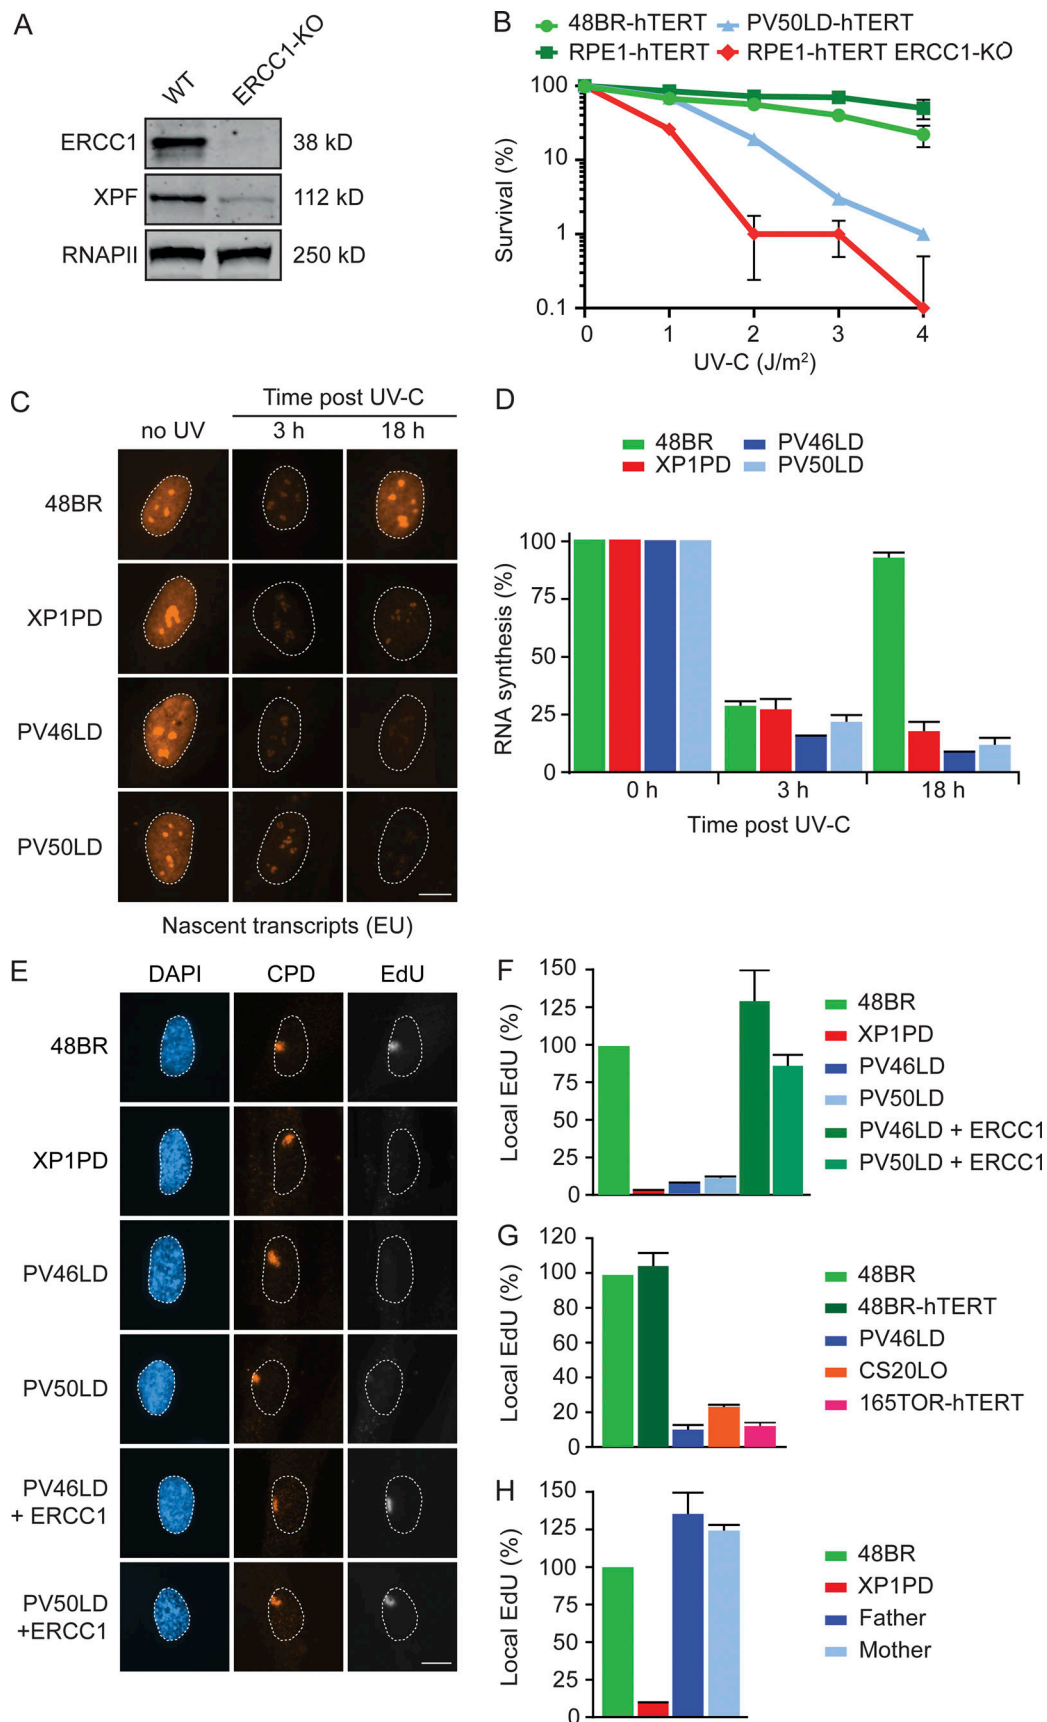 A
WT
ERCC1-KO
ERCC1
38 kD
XPF
112 kD
RNAPII
250 kD
B
48BR-hTERT
PV50LD-hTERT
RPE1-hTERT
RPE1-hTERT ERCC1-KO
Survival (%)
100
10
1
0.1
0 1 2 3 4
UV-C (J/m²)
C
Time post UV-C
no UV
3 h
18 h
48BR
XP1PD
PV46LD
PV50LD
Nascent transcripts (EU)
D
48BR
PV46LD
XP1PD
PV50LD
RNA synthesis (%)
100
75
50
25
0
0 h
3 h
18 h
Time post UV-C
E
DAPI
CPD
EdU
48BR
XP1PD
PV46LD
PV50LD
PV46LD
+ ERCC1
PV50LD
+ERCC1
F
Local EdU (%)
150
125
100
75
50
25
0
48BR
XP1PD
PV46LD
PV50LD
PV46LD + ERCC1
PV50LD + ERCC1
G
Local EdU (%)
120
100
80
60
40
20
0
48BR
48BR-hTERT
PV46LD
CS20LO
165TOR-hTERT
H
Local EdU (%)
150
125
100
75
50
25
0
48BR
XP1PD
Father
Mother